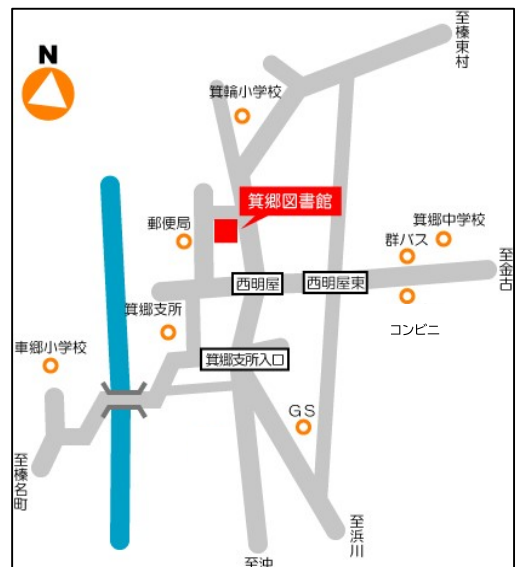 N
至榛東村
箕輪小学校
箕郷図書館
郵便局
箕郷中学校
群バス
至金古
西明屋
西明屋東
箕郷支所
コンビニ
車郷小学校
箕郷支所入口
GS
至榛名町
至浜川
至沖